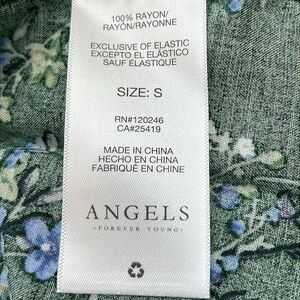 100% RAYON/
RAYÓN/RAYONNE
EXCLUSIVE OF ELASTIC
EXCEPTO EL ELÁSTICO
SAUF ÉLASTIQUE
SIZE: S
RN#120246
CA#25419
MADE IN CHINA
HECHO EN CHINA
FABRIQUÉ EN CHINE
ANGELS
·FOREVER YOUNG·